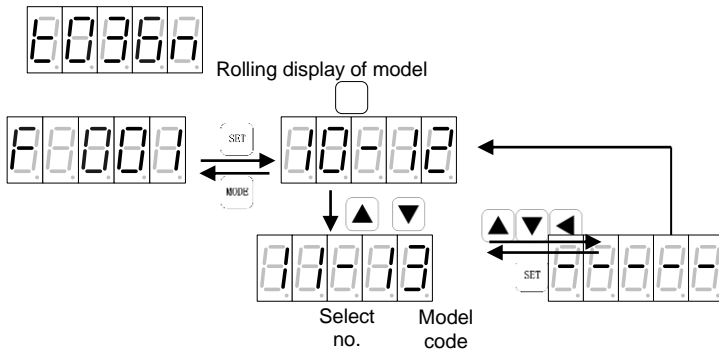 t036n
Rolling display of model
F 001 SET 10-12
MODE
▲ ▼
▲ ▼ ◀
11-13 SET -----
Select Model
no. code